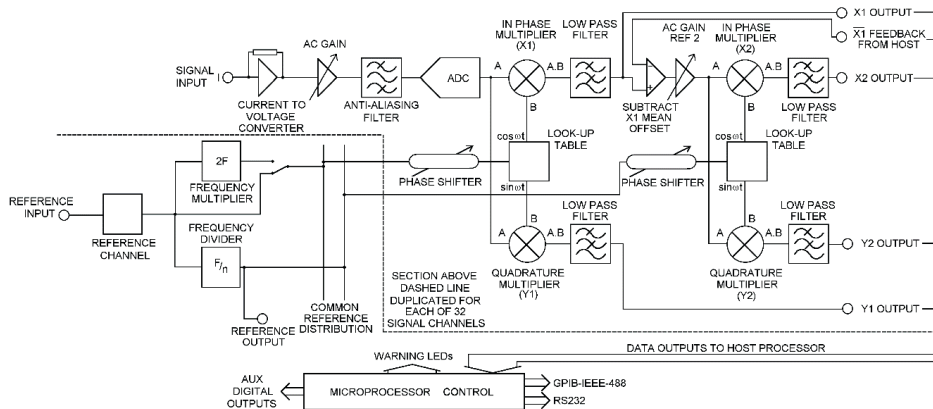 X1 OUTPUT
X1 FEEDBACK
FROM HOST
X2 OUTPUT
SIGNAL
INPUT
I
CURRENT TO
VOLTAGE
CONVERTER
AC GAIN
ANTI-ALIASING
FILTER
ADC
IN PHASE
MULTIPLIER
(X1)
A
A.B
B
LOW PASS
FILTER
-
+
SUBTRACT
X1 MEAN
OFFSET
AC GAIN
REF 2
IN PHASE
MULTIPLIER
(X2)
A
A.B
B
LOW PASS
FILTER
cosωt
LOOK-UP
TABLE
sinωt
PHASE SHIFTER
cosωt
LOOK-UP
TABLE
sinωt
PHASE SHIFTER
2F
FREQUENCY
MULTIPLIER
REFERENCE
INPUT
REFERENCE
CHANNEL
FREQUENCY
DIVIDER
F/n
REFERENCE
OUTPUT
COMMON
REFERENCE
DISTRIBUTION
SECTION ABOVE
DASHED LINE
DUPLICATED FOR
EACH OF 32
SIGNAL CHANNELS
B
A
A.B
LOW PASS
FILTER
QUADRATURE
MULTIPLIER
(Y1)
B
A
A.B
LOW PASS
FILTER
QUADRATURE
MULTIPLIER
(Y2)
Y2 OUTPUT
Y1 OUTPUT
WARNING LEDs
DATA OUTPUTS TO HOST PROCESSOR
AUX
DIGITAL
OUTPUTS
MICROPROCESSOR CONTROL
GPIB-IEEE-488
RS232